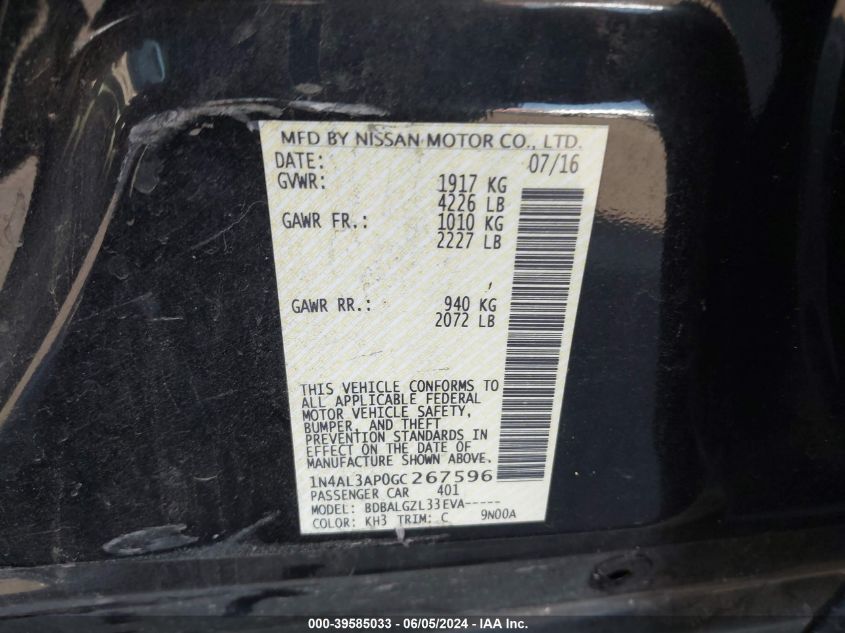 MFD BY NISSAN MOTOR CO., LTD.
DATE: 07/16
GVWR: 1917 KG
4226 LB
GAWR FR.: 1010 KG
2227 LB
,
GAWR RR.: 940 KG
2072 LB
THIS VEHICLE CONFORMS TO
ALL APPLICABLE FEDERAL
MOTOR VEHICLE SAFETY,
BUMPER, AND THEFT
PREVENTION STANDARDS IN
EFFECT ON THE DATE OF
MANUFACTURE SHOWN ABOVE.
1N4AL3AP0GC267596
PASSENGER CAR 401
MODEL: BDBALGZL33EVA-----
COLOR: KH3 TRIM: C 9N00A
000-39585033 - 06/05/2024 - IAA Inc.